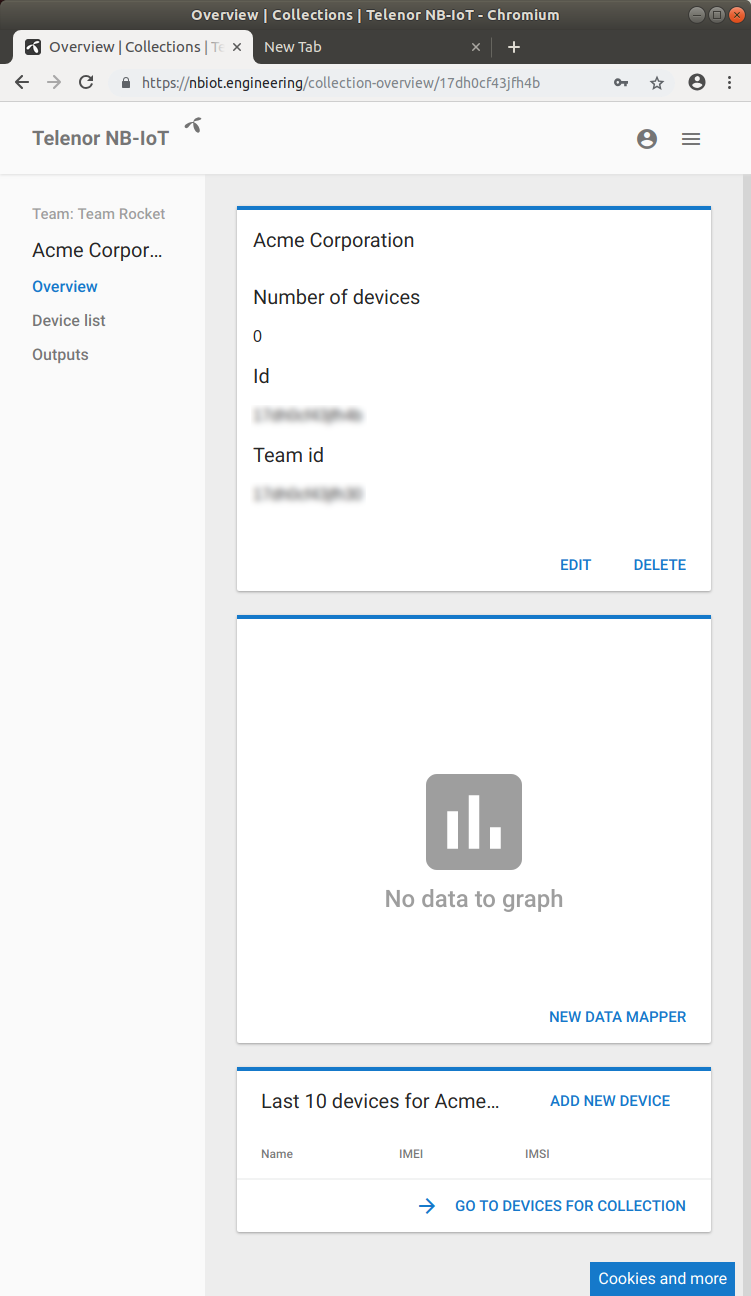 Overview | Collections | Telenor NB-IoT - Chromium
Overview | Collections | Te
New Tab
https://nbiot.engineering/collection-overview/17dh0cf43jfh4b
Telenor NB-IoT
Team: Team Rocket
Acme Corpor...
Overview
Device list
Outputs
Acme Corporation
Number of devices
0
Id
Team id
EDIT DELETE
No data to graph
NEW DATA MAPPER
Last 10 devices for Acme... ADD NEW DEVICE
Name IMEI IMSI
GO TO DEVICES FOR COLLECTION
Cookies and more